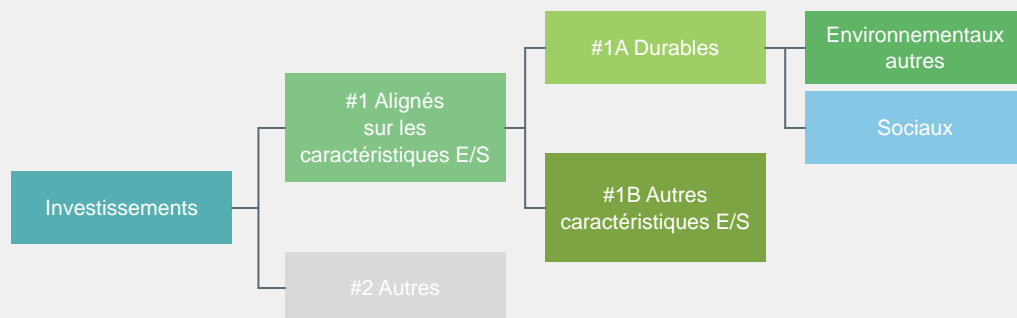 Investissements
#1 Alignés
sur les
caractéristiques E/S
#2 Autres
#1A Durables
#1B Autres
caractéristiques E/S
Environnementaux
autres
Sociaux